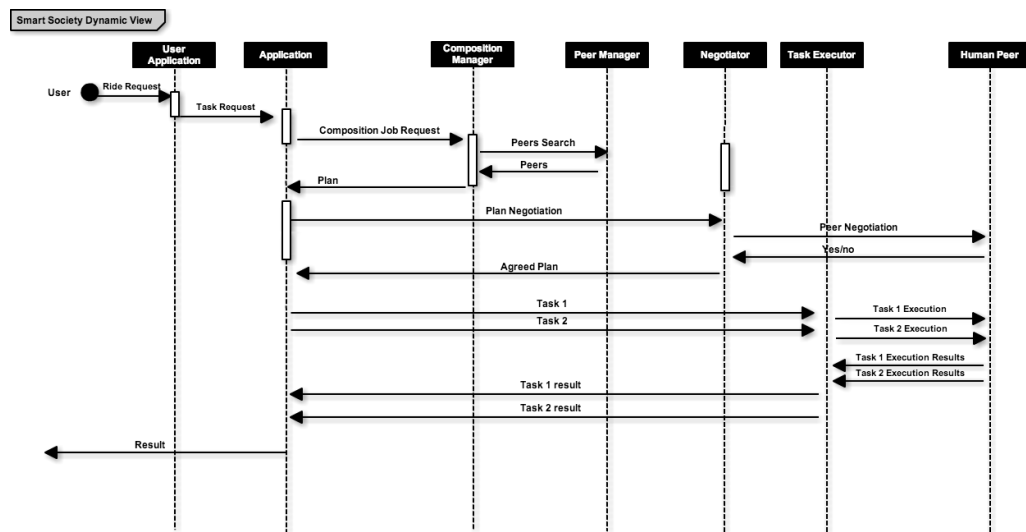 Smart Society Dynamic View
User
Application
Application
Composition
Manager
Peer Manager
Negotiator
Task Executor
Human Peer
User
Ride Request
Task Request
Composition Job Request
Peers Search
Peers
Plan
Plan Negotiation
Peer Negotiation
Yes/no
Agreed Plan
Task 1
Task 1 Execution
Task 2
Task 2 Execution
Task 1 Execution Results
Task 2 Execution Results
Task 1 result
Task 2 result
Result